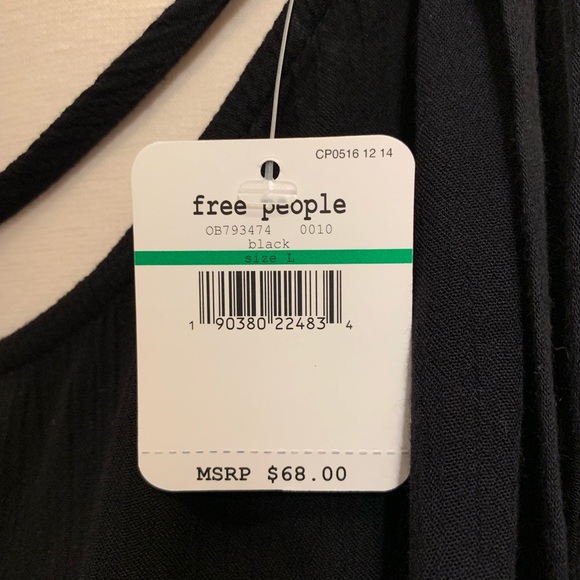 CP0516 12 14
free people
OB793474 0010
black
size L
1 90380 22483 4
MSRP $68.00